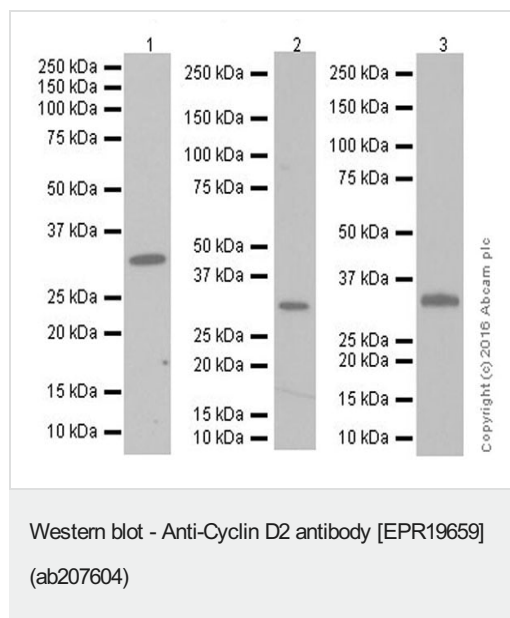 1
250 kDa
150 kDa
100 kDa
75 kDa
50 kDa
37 kDa
25 kDa
20 kDa
15 kDa
10 kDa
2
250 kDa
150 kDa
100 kDa
75 kDa
50 kDa
37 kDa
25 kDa
20 kDa
15 kDa
10 kDa
3
250 kDa
150 kDa
100 kDa
75 kDa
50 kDa
37 kDa
25 kDa
20 kDa
15 kDa
10 kDa
Copyright (c) 2016 Abcam plc
Western blot - Anti-Cyclin D2 antibody [EPR19659]
(ab207604)